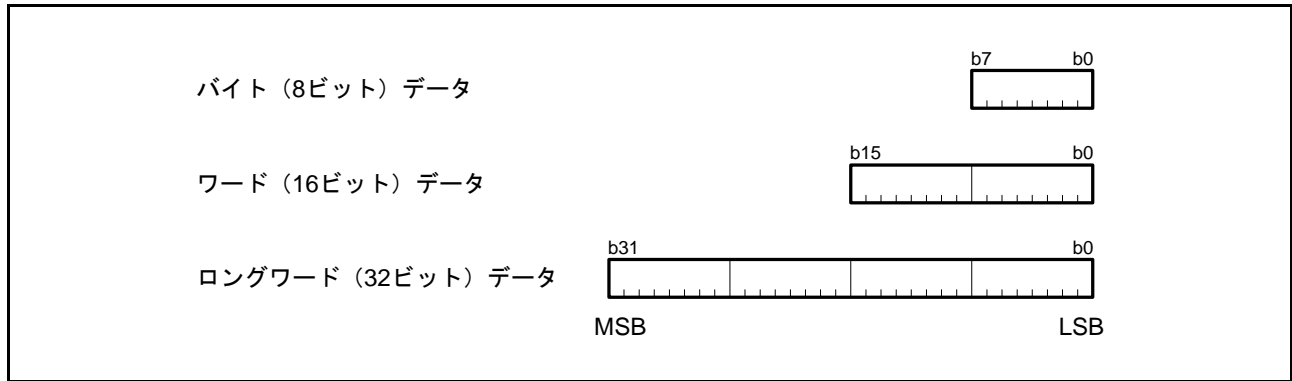 b7 b0
バイト（8ビット）データ
b15 b0
ワード（16ビット）データ
b31 b0
ロングワード（32ビット）データ
MSB LSB